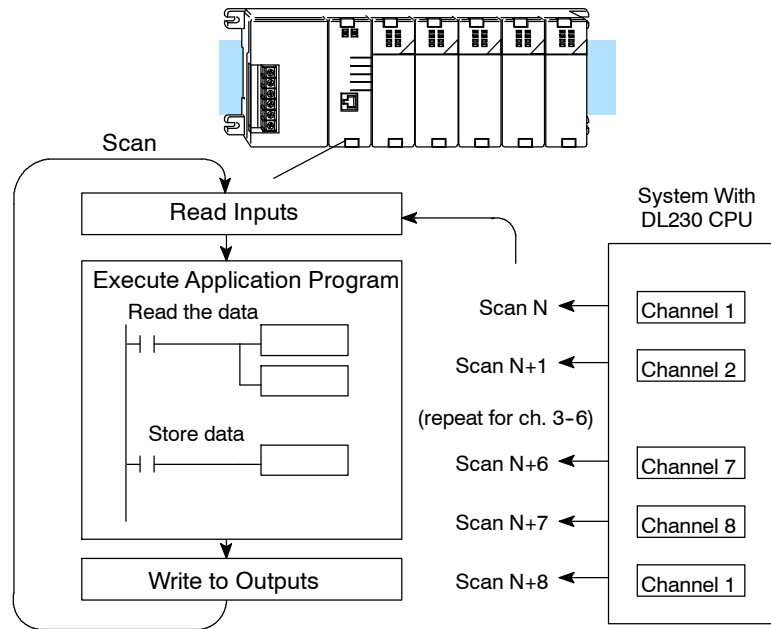 Scan
Read Inputs
Execute Application Program
Read the data
Store data
Write to Outputs
System With
DL230 CPU
Scan N
Channel 1
Scan N+1
Channel 2
(repeat for ch. 3-6)
Scan N+6
Channel 7
Scan N+7
Channel 8
Scan N+8
Channel 1